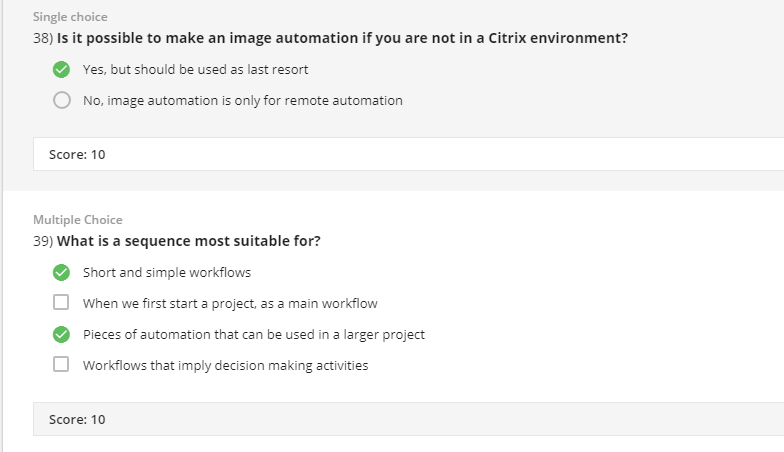 Single choice
38) Is it possible to make an image automation if you are not in a Citrix environment?
Yes, but should be used as last resort
No, image automation is only for remote automation
Score: 10
Multiple Choice
39) What is a sequence most suitable for?
Short and simple workflows
When we first start a project, as a main workflow
Pieces of automation that can be used in a larger project
Workflows that imply decision making activities
Score: 10